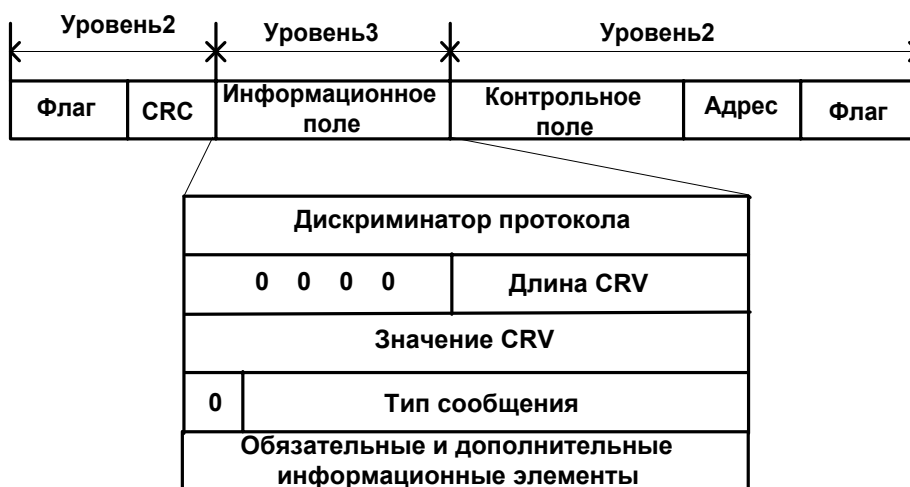 Уровень2 Уровень3 Уровень2
Флаг CRC Информационное поле Контрольное поле Адрес Флаг
Дискриминатор протокола
0 0 0 0 Длина CRV
Значение CRV
0 Тип сообщения
Обязательные и дополнительные
информационные элементы